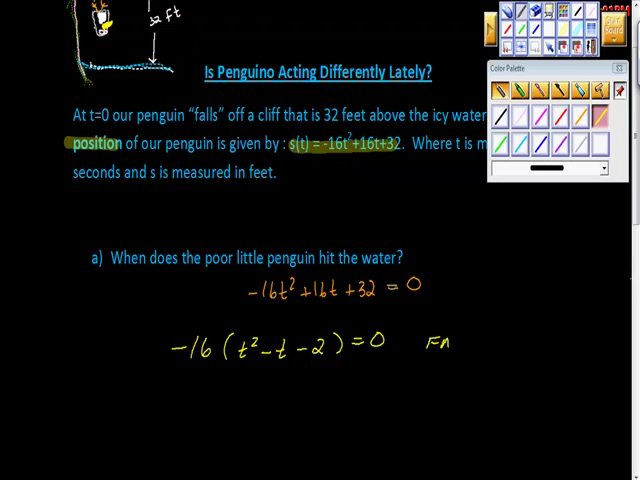 32 ft
Is Penguino Acting Differently Lately?
At t=0 our penguin "falls" off a cliff that is 32 feet above the icy water
position of our penguin is given by : s(t) = -16t²+16t+32. Where t is m
seconds and s is measured in feet.
a) When does the poor little penguin hit the water?
-16t² +16t +32 = 0
-16 ( t² - t - 2 ) = 0 Fa
Color Palette
Start
Board